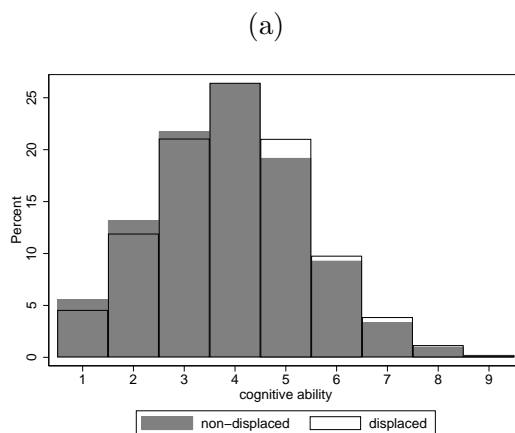 (a)
25
20
15
10
5
0
Percent
1 2 3 4 5 6 7 8 9
cognitive ability
non−displaced displaced